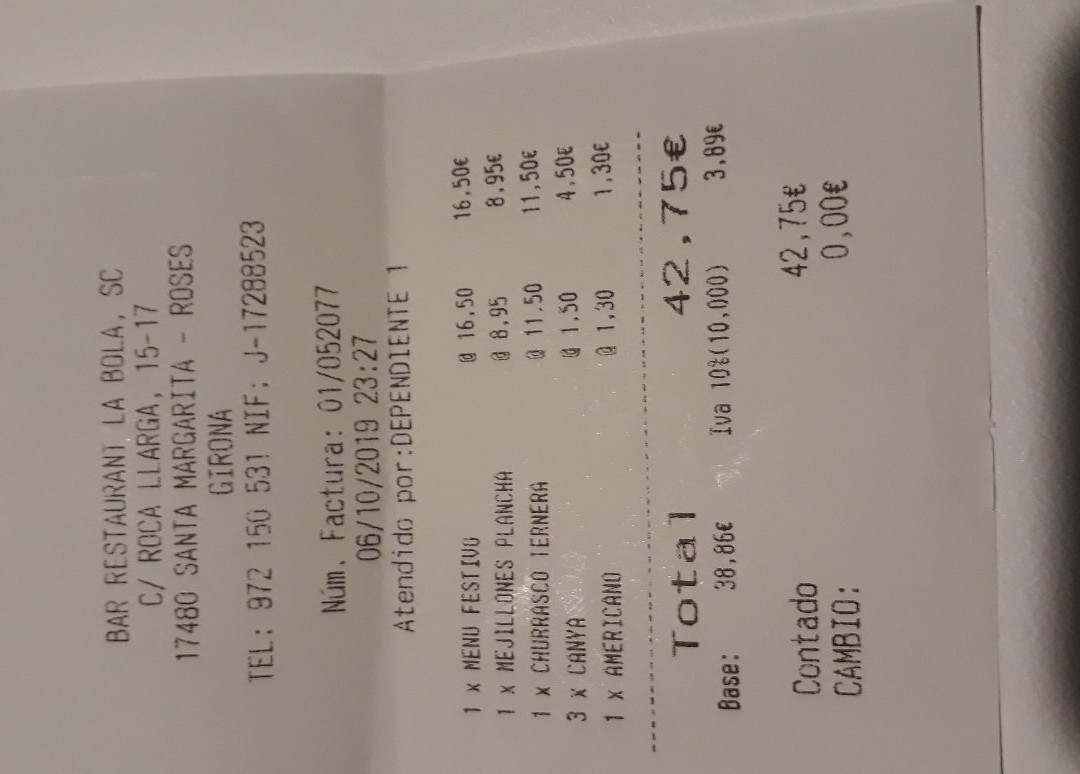 BAR RESTAURANT LA BOLA, SC
C/ ROCA LLARGA, 15-17
17480 SANTA MARGARITA - ROSES
GIRONA
TEL: 972 150 531 NIF: J-17288523
Núm. Factura: 01/052077
06/10/2019 23:27
Atendido por:DEPENDIENTE 1
1 x MENU FESTIVO @ 16,50 16,50€
1 x MEJILLONES PLANCHA @ 8,95 8,95€
1 x CHURRASCO TERNERA @ 11,50 11,50€
3 x CANYA @ 1,50 4,50€
1 x AMERICANO @ 1,30 1,30€
Total 42,75€
Base: 38,86€ Iva 10%(10,000) 3,89€
Contado 42,75€
CAMBIO: 0,00€